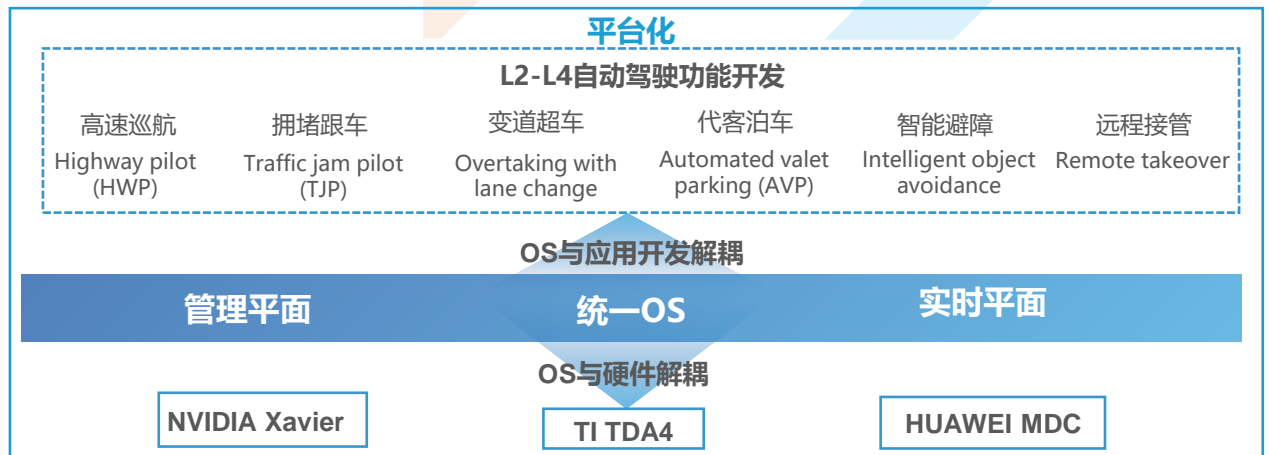 平台化
L2-L4自动驾驶功能开发
高速巡航
Highway pilot
(HWP)
拥堵跟车
Traffic jam pilot
(TJP)
变道超车
Overtaking with
lane change
代客泊车
Automated valet
parking (AVP)
智能避障
Intelligent object
avoidance
远程接管
Remote takeover
OS与应用开发解耦
管理平面
统一OS
实时平面
OS与硬件解耦
NVIDIA Xavier
TI TDA4
HUAWEI MDC